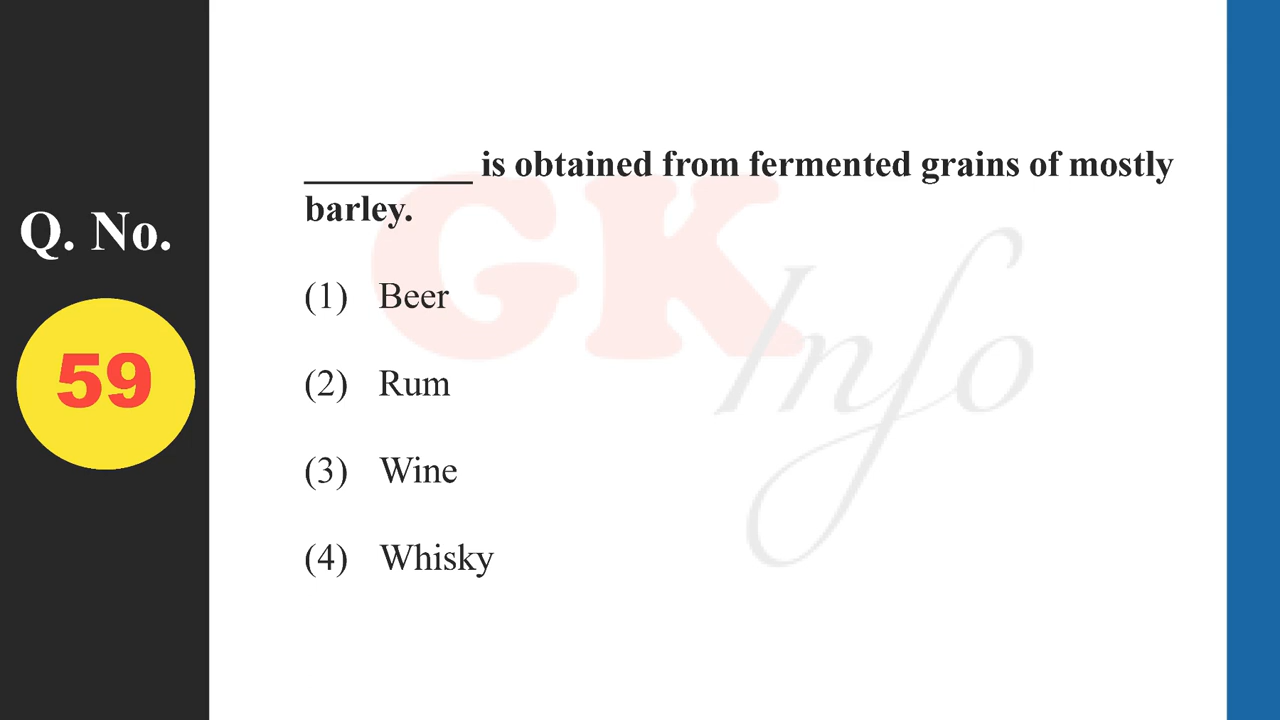 Q. No.
59
__________ is obtained from fermented grains of mostly
barley.
(1) Beer
(2) Rum
(3) Wine
(4) Whisky
GK
Info